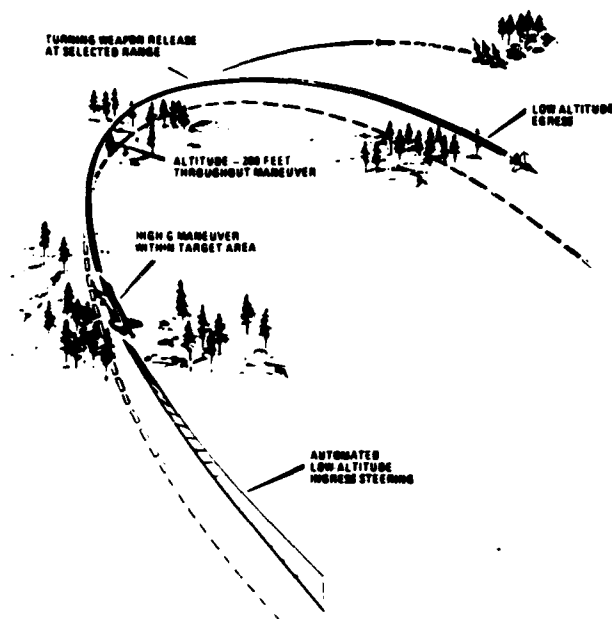 TURNING WEAPON RELEASE
AT SELECTED RANGE
LOW ALTITUDE
EGRESS
ALTITUDE – 200 FEET
THROUGHOUT MANEUVER
HIGH G MANEUVER
WITHIN TARGET AREA
AUTOMATED
LOW ALTITUDE
INGRESS STEERING